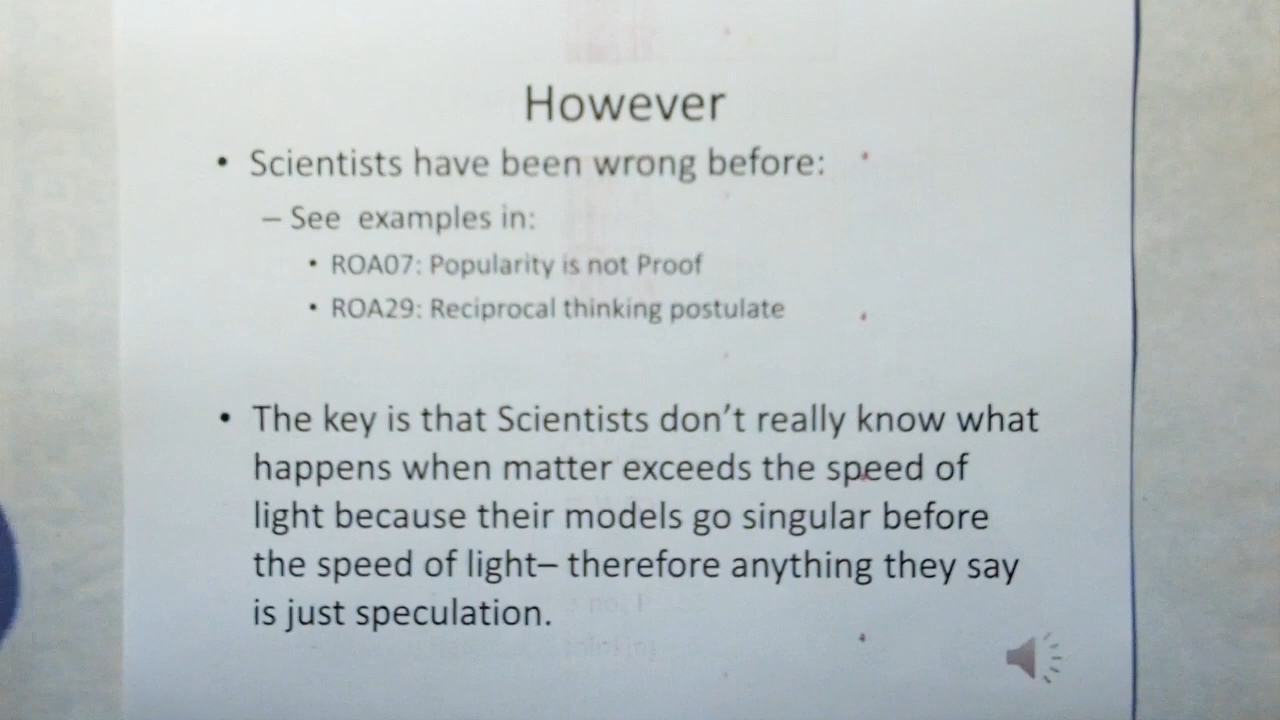 However
• Scientists have been wrong before:
– See examples in:
• ROA07: Popularity is not Proof
• ROA29: Reciprocal thinking postulate
• The key is that Scientists don't really know what
happens when matter exceeds the speed of
light because their models go singular before
the speed of light– therefore anything they say
is just speculation.